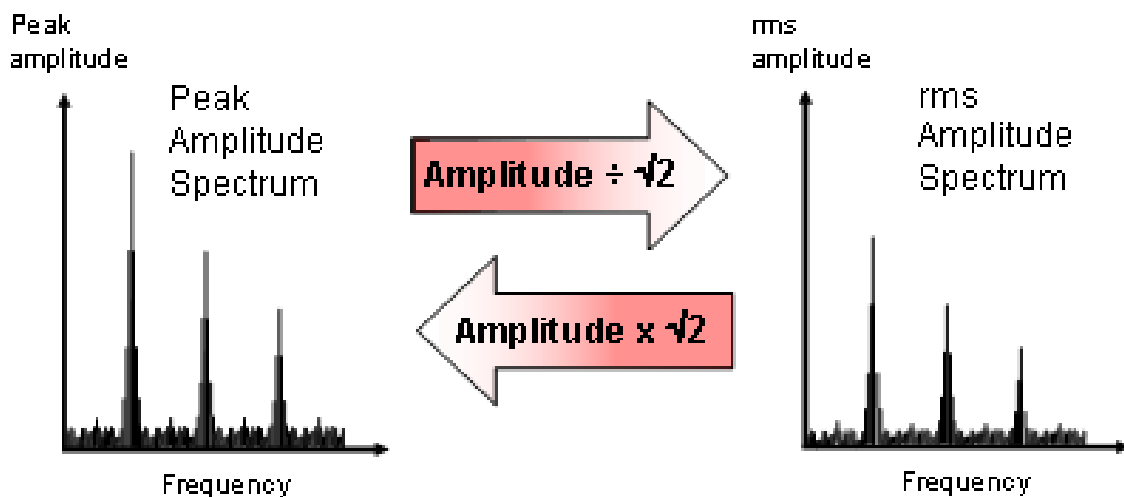 Peak
amplitude
Peak
Amplitude
Spectrum
Frequency
Amplitude ÷ √2
Amplitude x √2
rms
amplitude
rms
Amplitude
Spectrum
Frequency